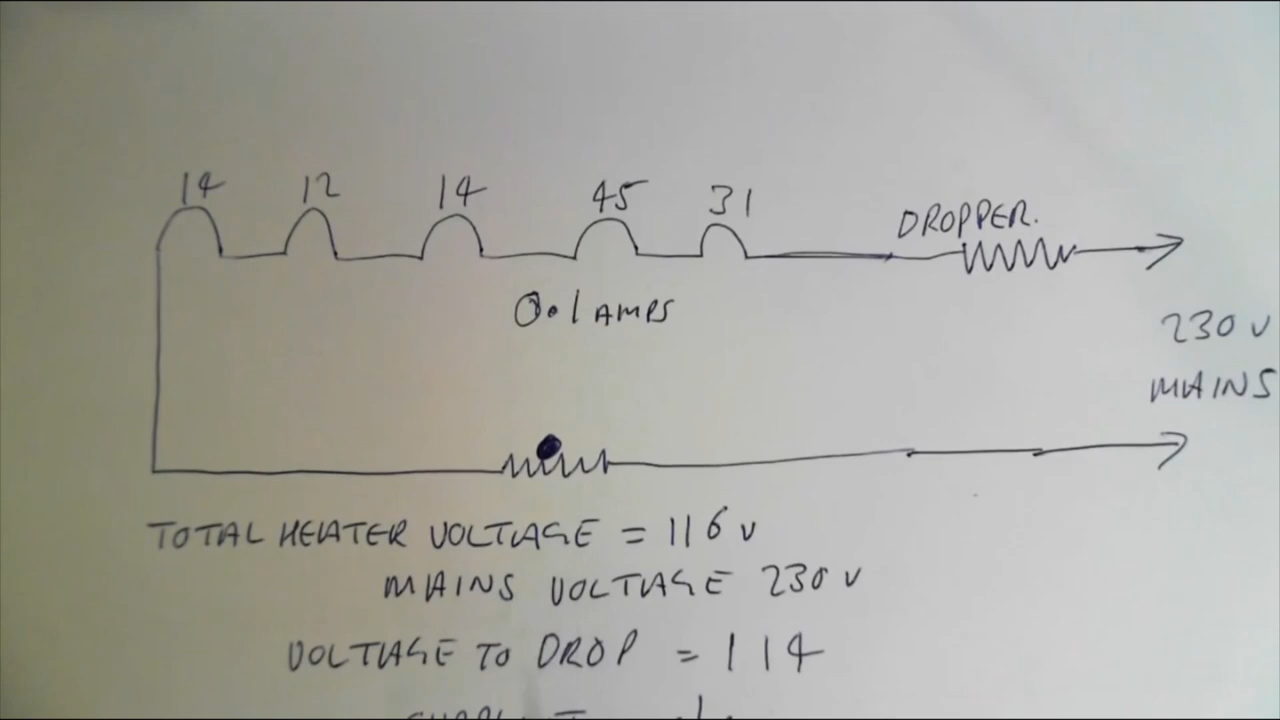 14 12 14 45 31
DROPPER.
0.1 AMPS
230 V
MAINS
TOTAL HEATER VOLTAGE = 116 V
MAINS VOLTAGE 230 V
VOLTAGE TO DROP = 114